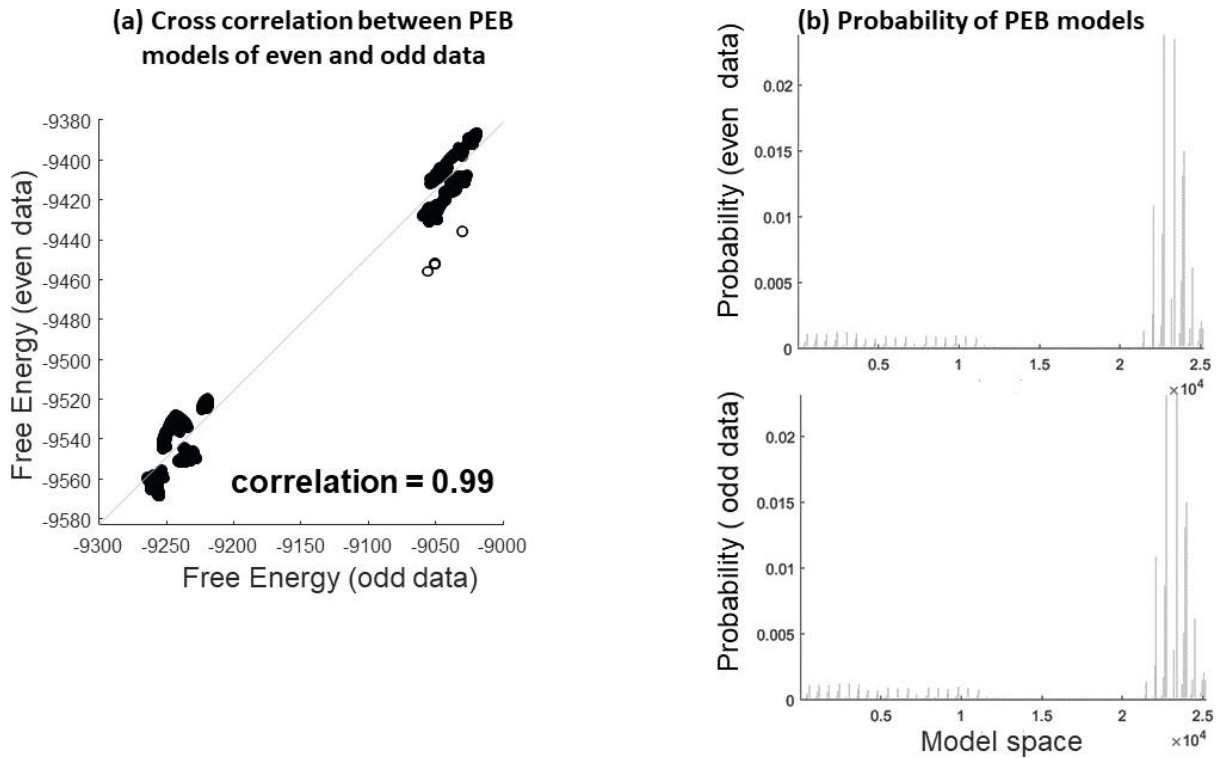 (a) Cross correlation between PEB
models of even and odd data
Free Energy (even data)
-9380
-9400
-9420
-9440
-9460
-9480
-9500
-9520
-9540
-9560
-9580
correlation = 0.99
-9300 -9250 -9200 -9150 -9100 -9050 -9000
Free Energy (odd data)
(b) Probability of PEB models
Probability (even data)
0.02
0.015
0.01
0.005
0
0.5 1 1.5 2 2.5
×10⁴
Probability ( odd data)
0.02
0.015
0.01
0.005
0
0.5 1 1.5 2 2.5
Model space
×10⁴